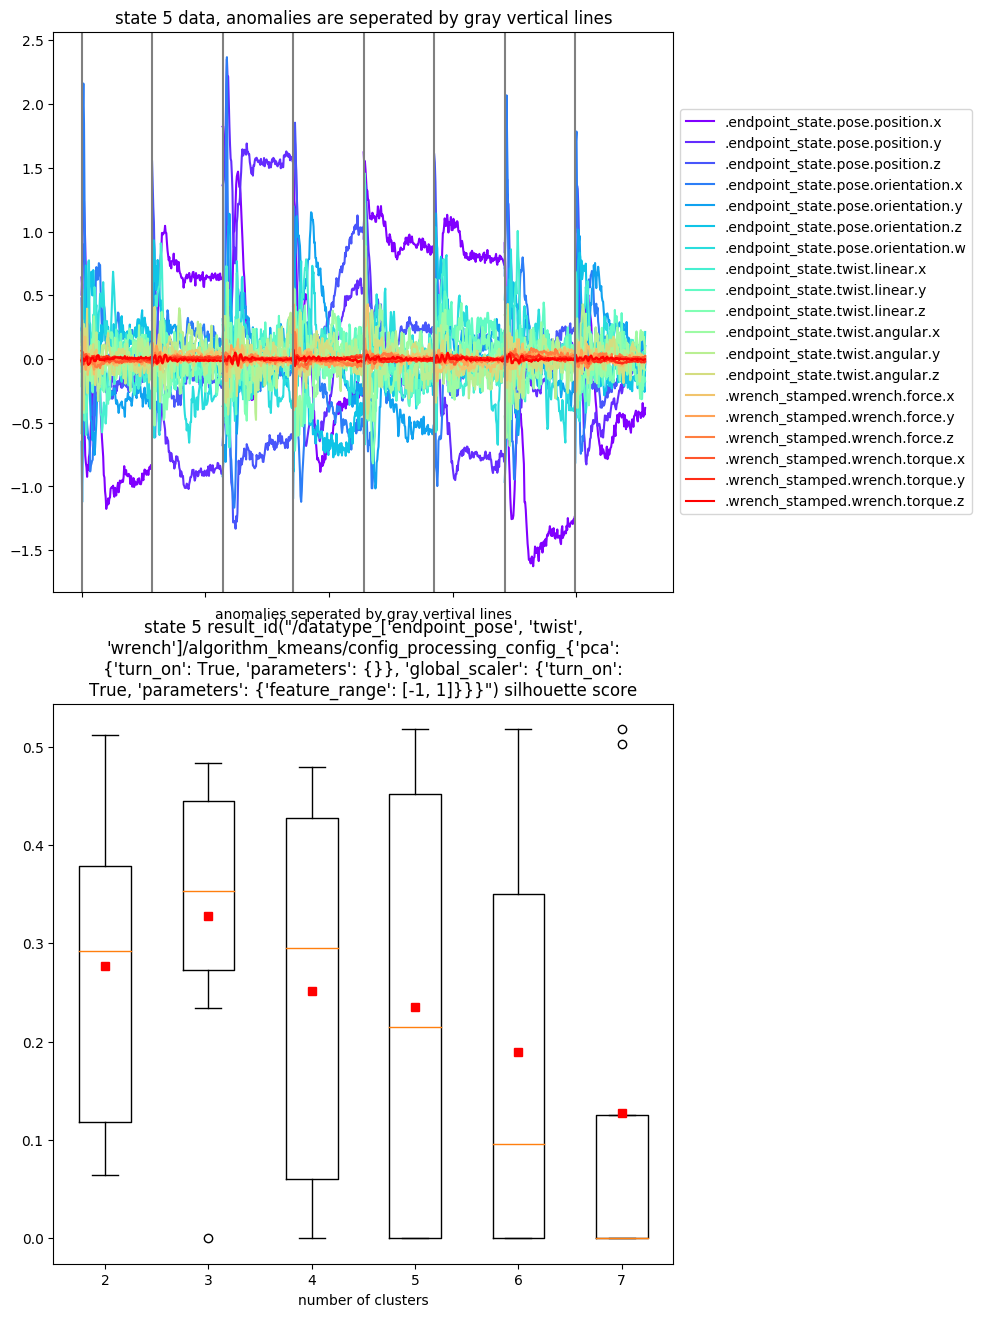 state 5 data, anomalies are seperated by gray vertical lines
2.5
2.0
1.5
1.0
0.5
0.0
−0.5
−1.0
−1.5
.endpoint_state.pose.position.x
.endpoint_state.pose.position.y
.endpoint_state.pose.position.z
.endpoint_state.pose.orientation.x
.endpoint_state.pose.orientation.y
.endpoint_state.pose.orientation.z
.endpoint_state.pose.orientation.w
.endpoint_state.twist.linear.x
.endpoint_state.twist.linear.y
.endpoint_state.twist.linear.z
.endpoint_state.twist.angular.x
.endpoint_state.twist.angular.y
.endpoint_state.twist.angular.z
.wrench_stamped.wrench.force.x
.wrench_stamped.wrench.force.y
.wrench_stamped.wrench.force.z
.wrench_stamped.wrench.torque.x
.wrench_stamped.wrench.torque.y
.wrench_stamped.wrench.torque.z
anomalies seperated by gray vertival lines
state 5 result_id("/datatype_['endpoint_pose', 'twist',
'wrench']/algorithm_kmeans/config_processing_config_{'pca':
{'turn_on': True, 'parameters': {}}, 'global_scaler': {'turn_on':
True, 'parameters': {'feature_range': [-1, 1]}}}") silhouette score
0.5
0.4
0.3
0.2
0.1
0.0
2 3 4 5 6 7
number of clusters